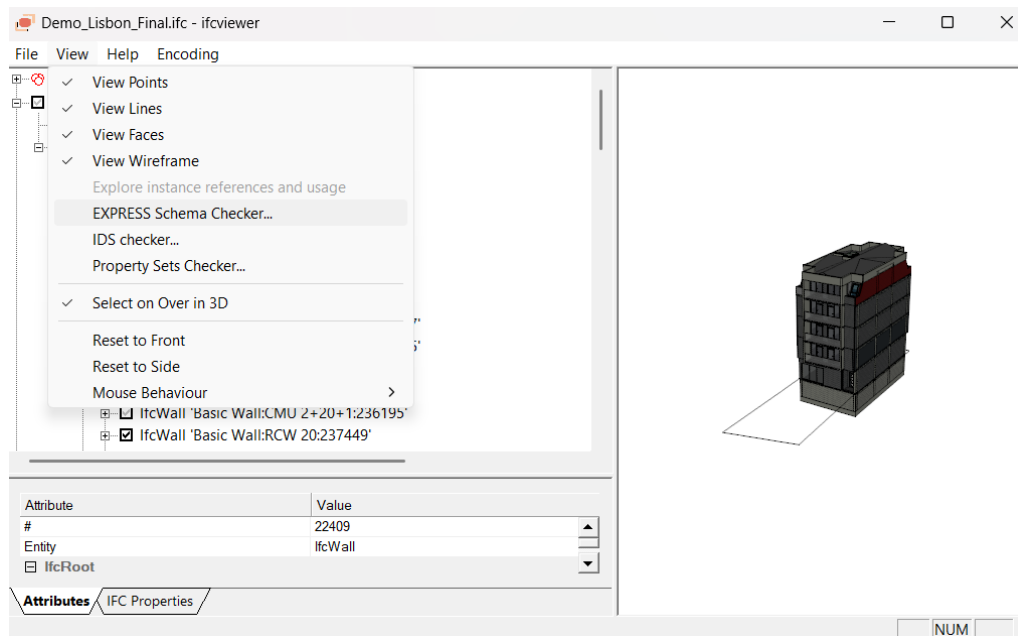 Demo_Lisbon_Final.ifc - ifcviewer
File View Help Encoding
View Points
View Lines
View Faces
View Wireframe
Explore instance references and usage
EXPRESS Schema Checker...
IDS checker...
Property Sets Checker...
Select on Over in 3D
Reset to Front
Reset to Side
Mouse Behaviour
IfcWall 'Basic Wall:CMU 2+20+1:236195'
IfcWall 'Basic Wall:RCW 20:237449'
Attribute Value
# 22409
Entity IfcWall
IfcRoot
Attributes IFC Properties
NUM